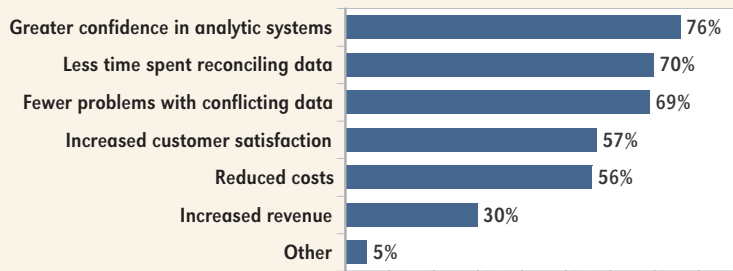 Greater confidence in analytic systems 76%
Less time spent reconciling data 70%
Fewer problems with conflicting data 69%
Increased customer satisfaction 57%
Reduced costs 56%
Increased revenue 30%
Other 5%